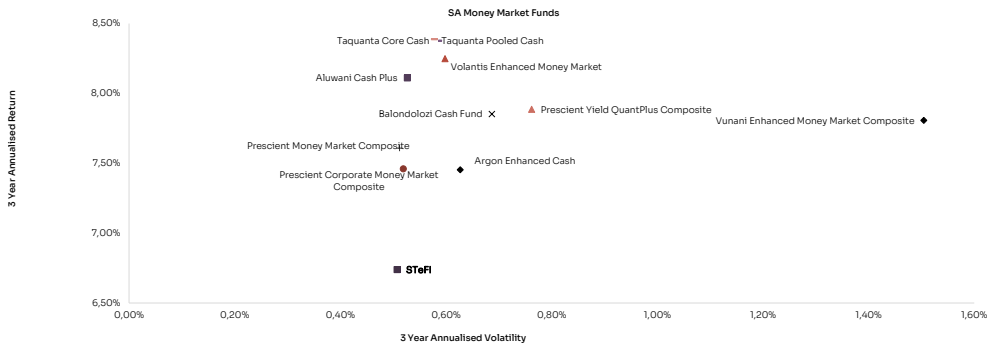 SA Money Market Funds
8,50%
Taquanta Core Cash
Taquanta Pooled Cash
Volantis Enhanced Money Market
Aluwani Cash Plus
8,00%
Balondolozi Cash Fund
Prescient Yield QuantPlus Composite
Vunani Enhanced Money Market Composite
Prescient Money Market Composite
7,50%
Argon Enhanced Cash
Prescient Corporate Money Market
Composite
7,00%
STeFI
6,50%
3 Year Annualised Return
0,00%
0,20%
0,40%
0,60%
0,80%
1,00%
1,20%
1,40%
1,60%
3 Year Annualised Volatility